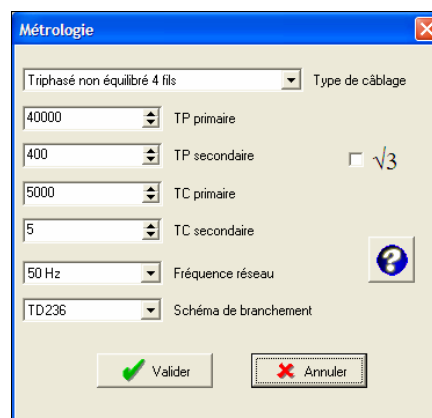 Métrologie
Triphasé non équilibré 4 fils Type de câblage
40000 TP primaire
400 TP secondaire √3
5000 TC primaire
5 TC secondaire
50 Hz Fréquence réseau
TD236 Schéma de branchement
Valider Annuler